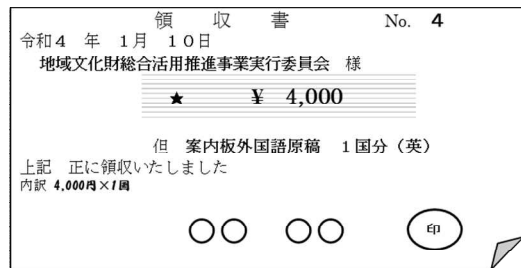 領　収　書　No. 4
令和４　年　１月　１０日
地域文化財総合活用推進事業実行委員会　様
★　¥　4,000
但　案内板外国語原稿　１国分（英）
上記　正に領収いたしました
内訳 4,000円×1回
○○　○○　印